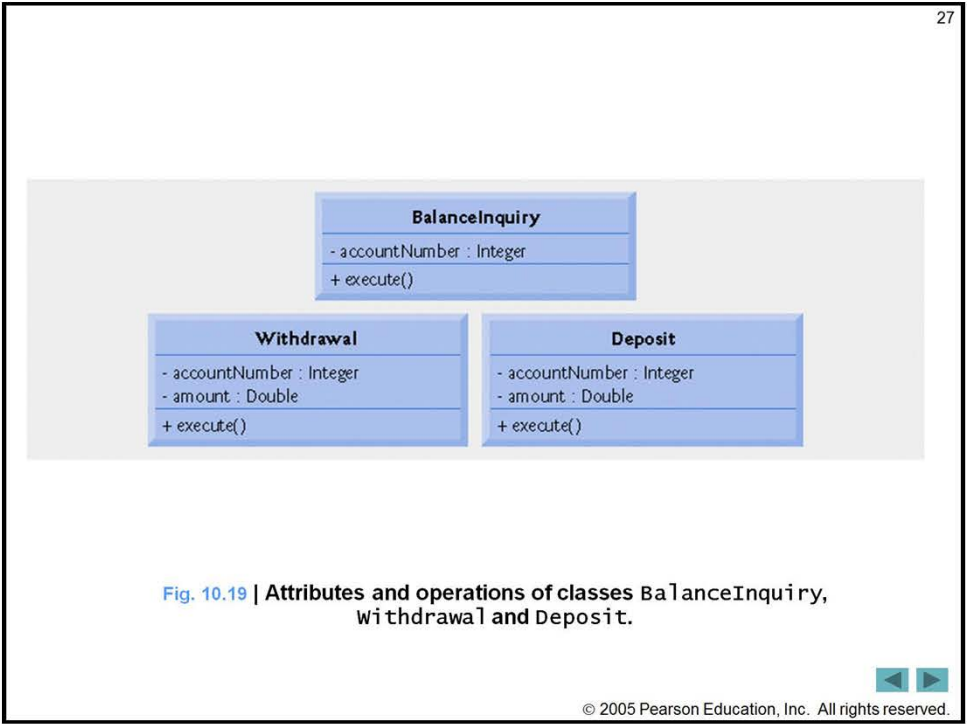 27
BalanceInquiry
- accountNumber : Integer
+ execute()
Withdrawal
- accountNumber : Integer
- amount : Double
+ execute()
Deposit
- accountNumber : Integer
- amount : Double
+ execute()
Fig. 10.19 | Attributes and operations of classes BalanceInquiry,
Withdrawal and Deposit.
© 2005 Pearson Education, Inc. All rights reserved.